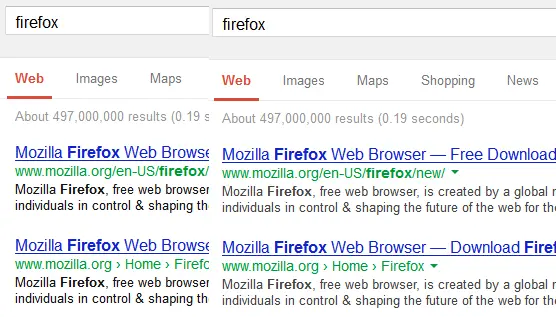 firefox
Web Images Maps
About 497,000,000 results (0.19 s
Mozilla Firefox Web Browse
www.mozilla.org/en-US/firefox/
Mozilla Firefox, free web browser
individuals in control & shaping th
Mozilla Firefox Web Browse
www.mozilla.org › Home › Firefo
Mozilla Firefox, free web browser
individuals in control & shaping th
firefox
Web Images Maps Shopping News
About 497,000,000 results (0.19 seconds)
Mozilla Firefox Web Browser — Free Download
www.mozilla.org/en-US/firefox/new/
Mozilla Firefox, free web browser, is created by a global n
individuals in control & shaping the future of the web for the
Mozilla Firefox Web Browser — Download Firef
www.mozilla.org › Home › Firefox
Mozilla Firefox, free web browser, is created by a global n
individuals in control & shaping the future of the web for the